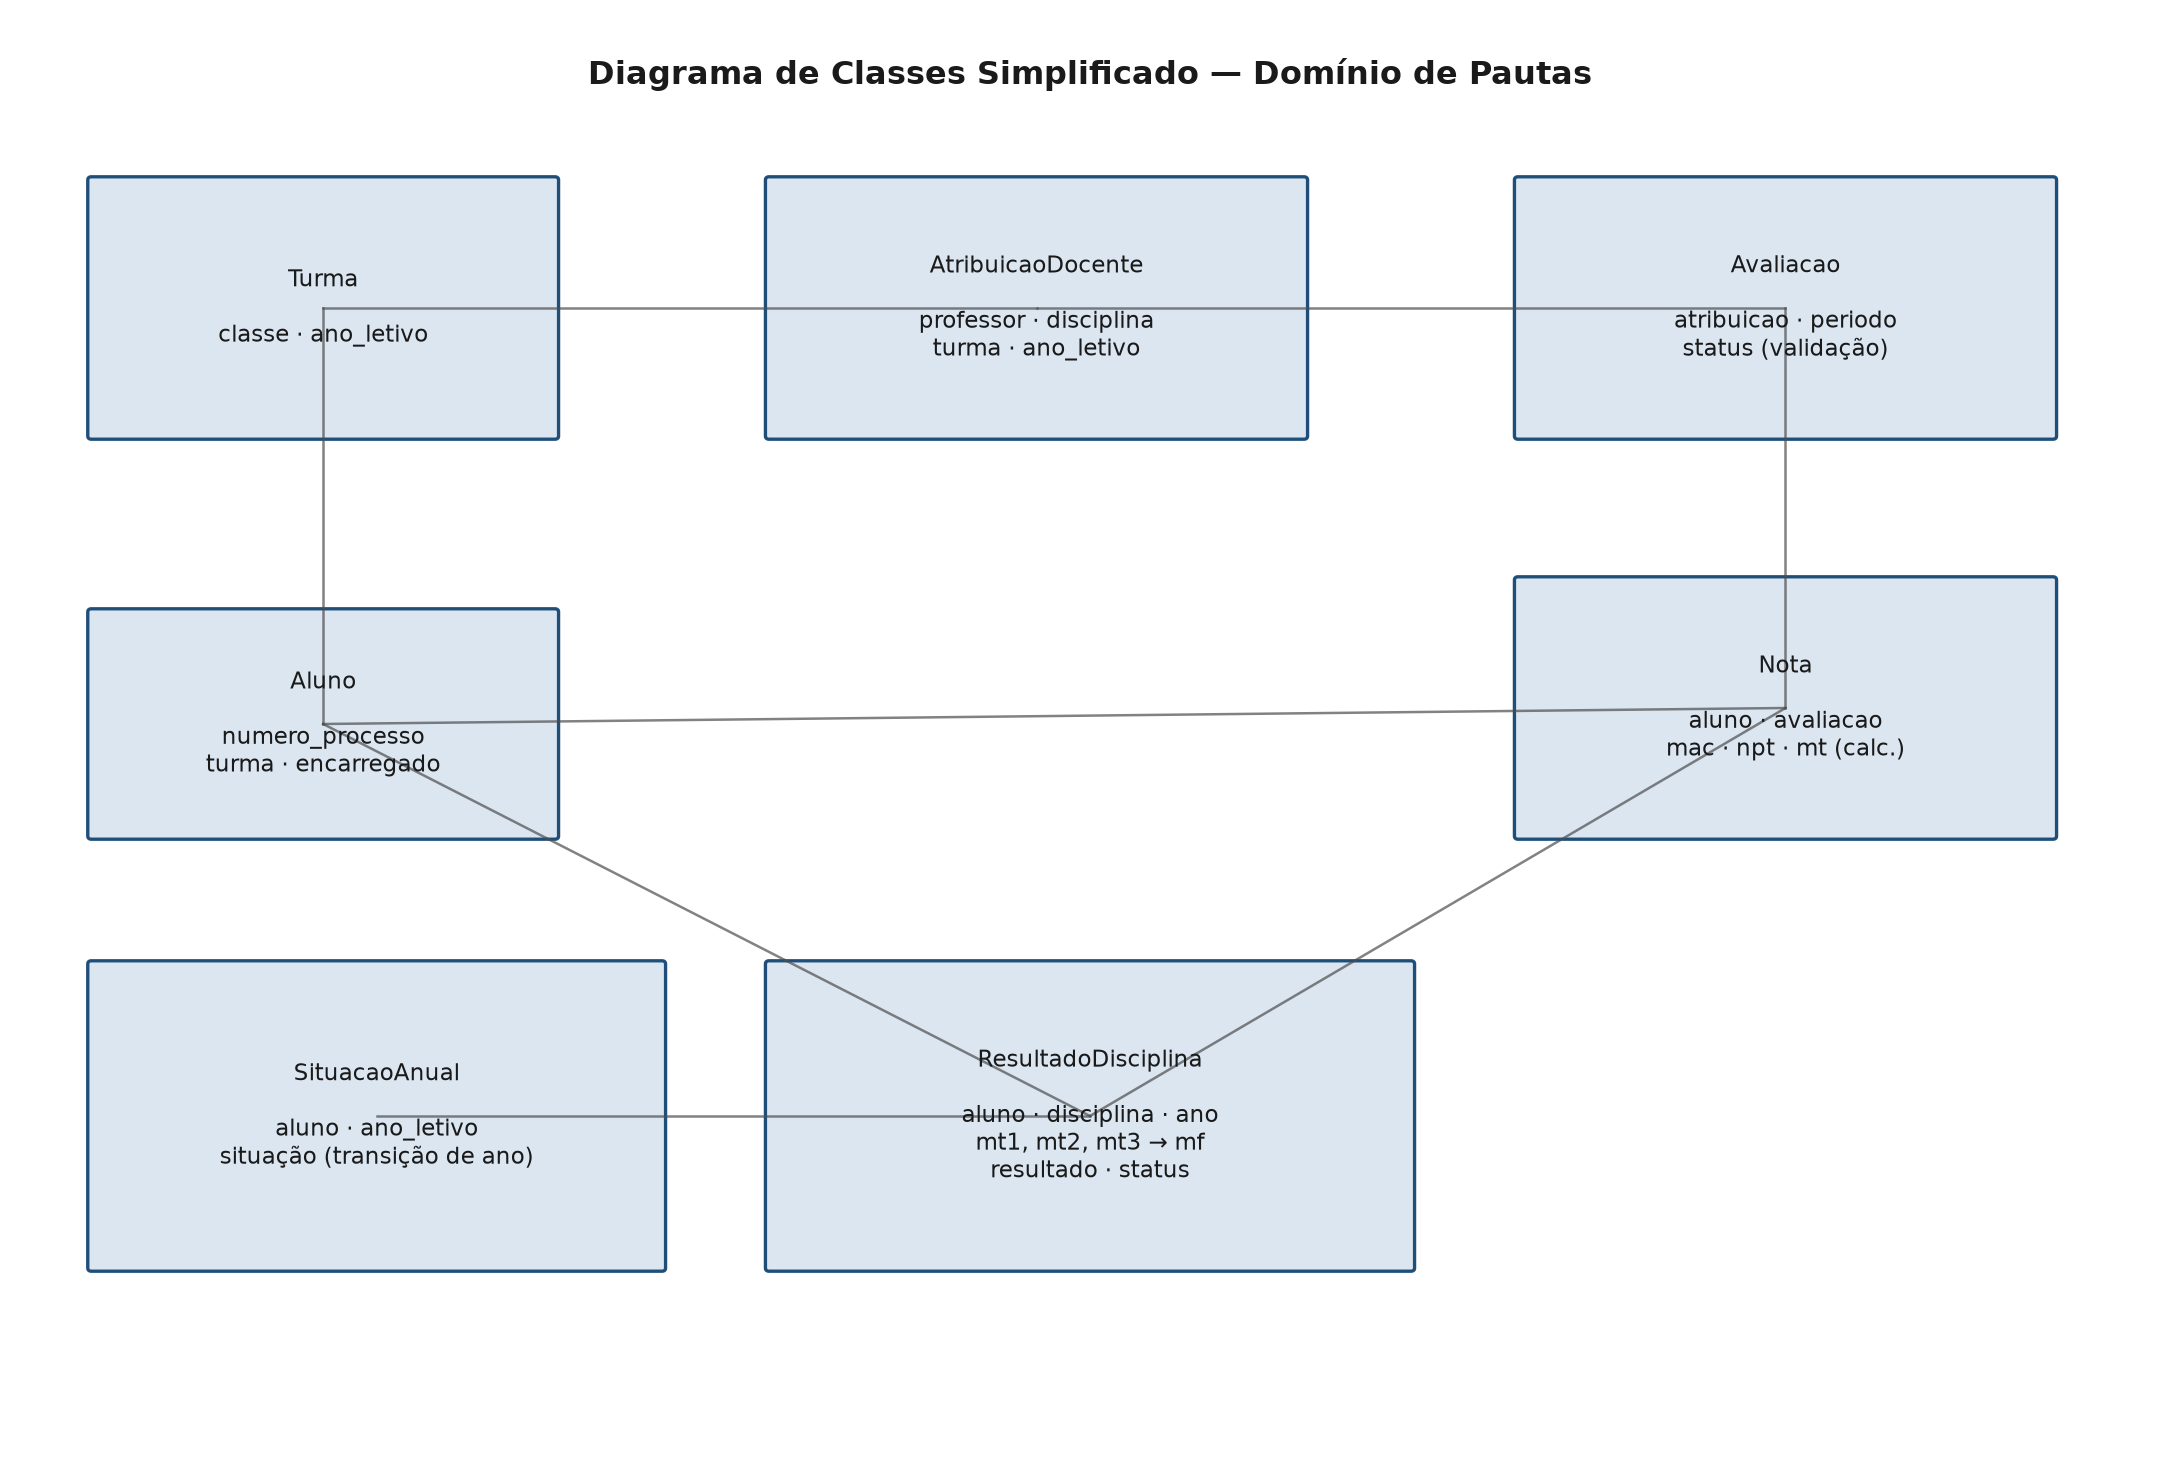 Diagrama de Classes Simplificado — Domínio de Pautas
Turma
classe · ano_letivo
AtribuicaoDocente
professor · disciplina
turma · ano_letivo
Avaliacao
atribuicao · periodo
status (validação)
Aluno
numero_processo
turma · encarregado
Nota
aluno · avaliacao
mac · npt · mt (calc.)
SituacaoAnual
aluno · ano_letivo
situação (transição de ano)
ResultadoDisciplina
aluno · disciplina · ano
mt1, mt2, mt3 → mf
resultado · status